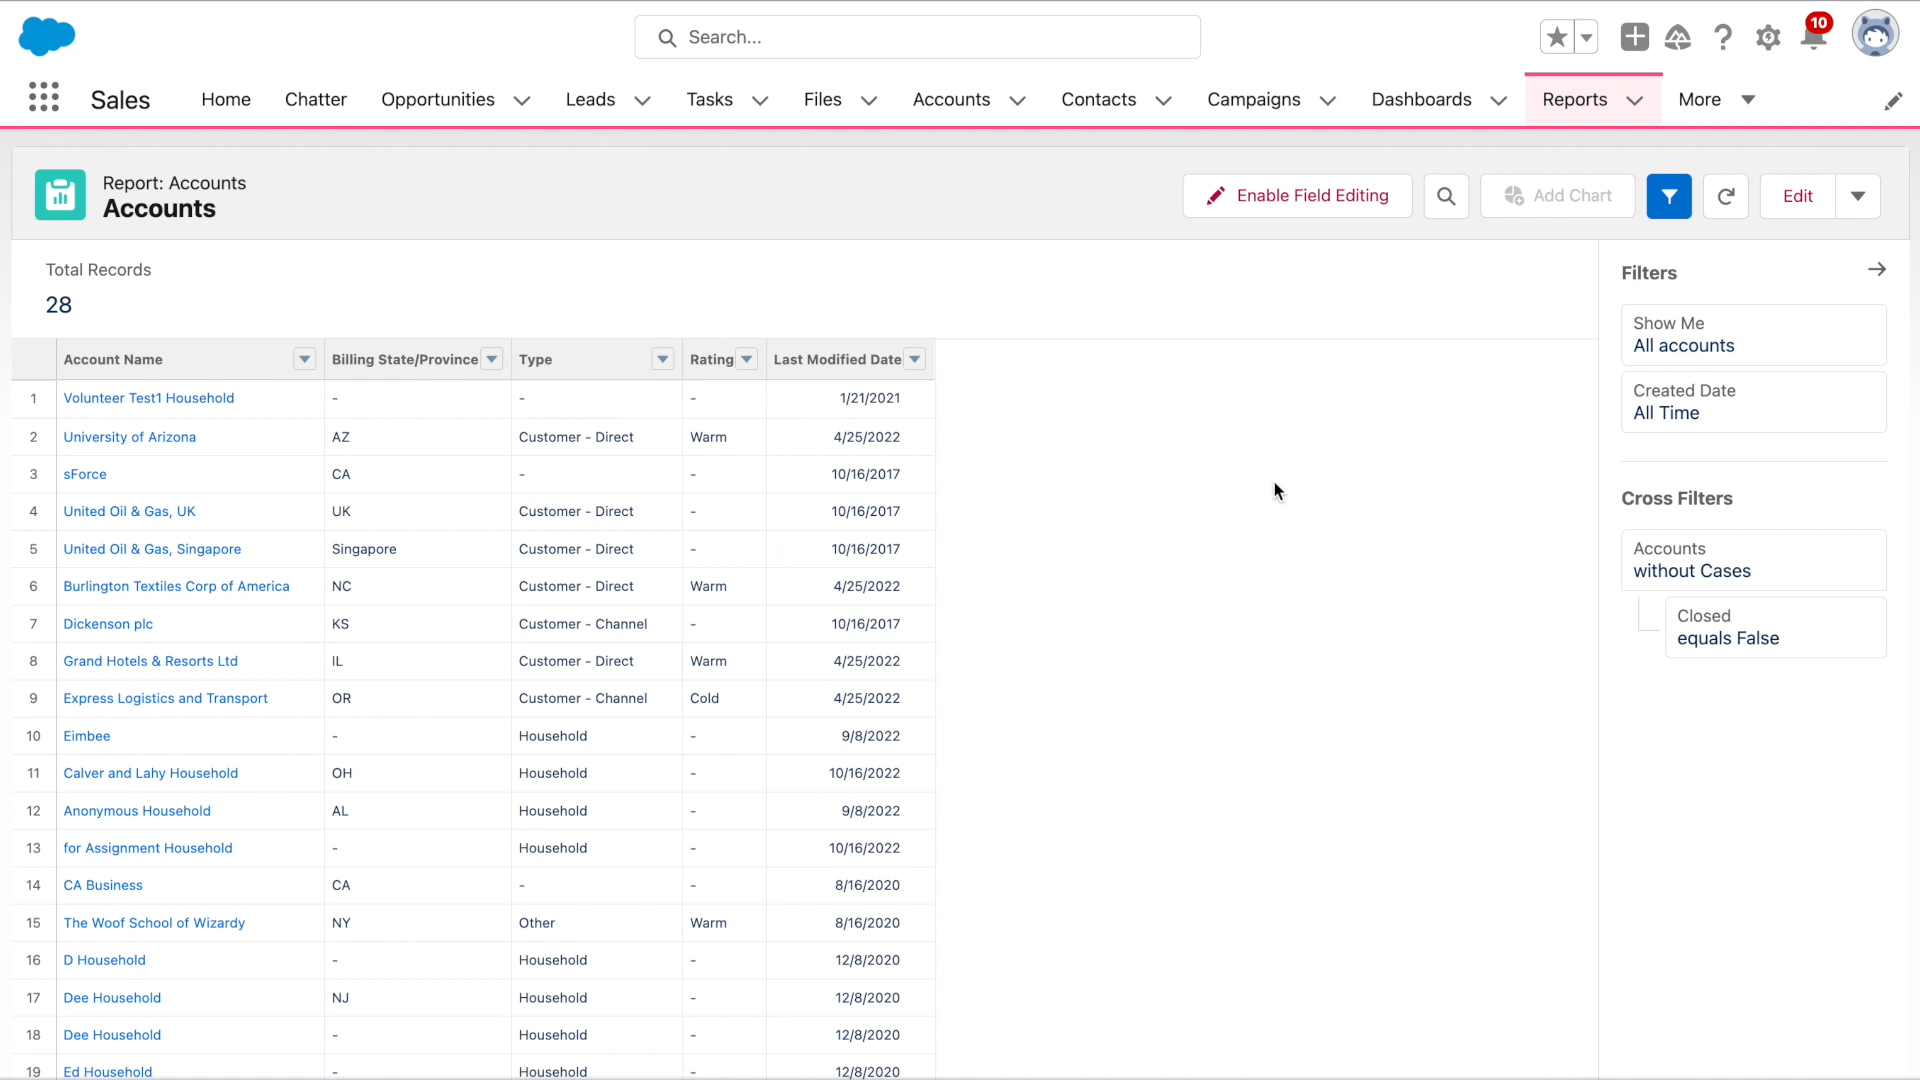 Search...
10
Sales Home Chatter Opportunities Leads Tasks Files Accounts Contacts Campaigns Dashboards Reports More
Report: Accounts
Accounts
Enable Field Editing Add Chart Edit
Total Records
28
Account Name Billing State/Province Type Rating Last Modified Date
1 Volunteer Test1 Household - - - 1/21/2021
2 University of Arizona AZ Customer - Direct Warm 4/25/2022
3 sForce CA - - 10/16/2017
4 United Oil & Gas, UK UK Customer - Direct - 10/16/2017
5 United Oil & Gas, Singapore Singapore Customer - Direct - 10/16/2017
6 Burlington Textiles Corp of America NC Customer - Direct Warm 4/25/2022
7 Dickenson plc KS Customer - Channel - 10/16/2017
8 Grand Hotels & Resorts Ltd IL Customer - Direct Warm 4/25/2022
9 Express Logistics and Transport OR Customer - Channel Cold 4/25/2022
10 Eimbee - Household - 9/8/2022
11 Calver and Lahy Household OH Household - 10/16/2022
12 Anonymous Household AL Household - 9/8/2022
13 for Assignment Household - Household - 10/16/2022
14 CA Business CA - - 8/16/2020
15 The Woof School of Wizardy NY Other Warm 8/16/2020
16 D Household - Household - 12/8/2020
17 Dee Household NJ Household - 12/8/2020
18 Dee Household - Household - 12/8/2020
19 Ed Household - Household - 12/8/2020
Filters
Show Me
All accounts
Created Date
All Time
Cross Filters
Accounts
without Cases
Closed
equals False